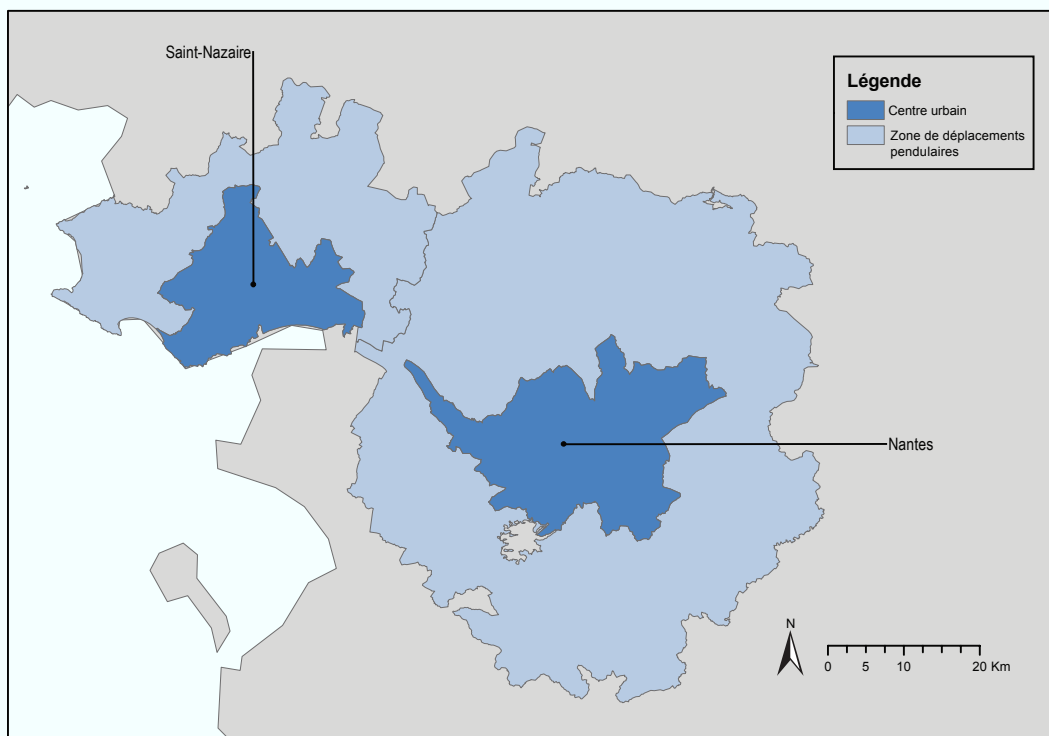 Saint-Nazaire
Légende
Centre urbain
Zone de déplacements
pendulaires
Nantes
N
0 5 10 20 Km